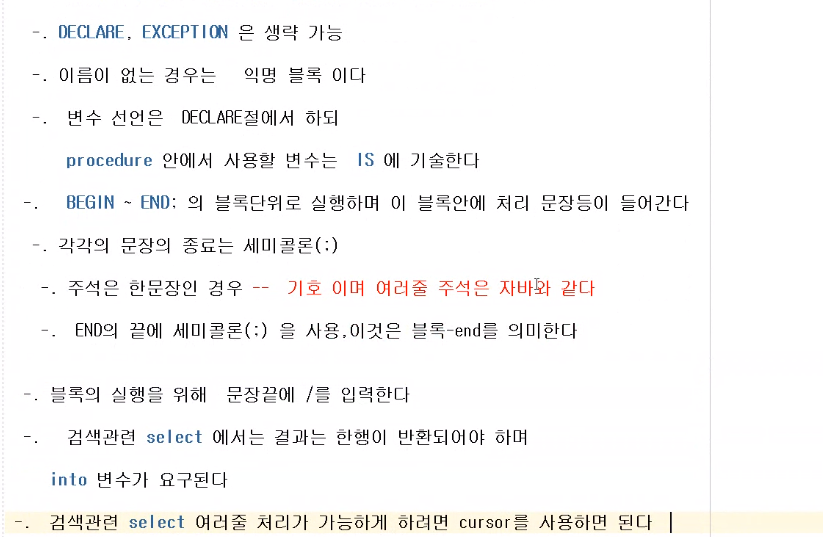 -. DECLARE, EXCEPTION 은 생략 가능
-. 이름이 없는 경우는 익명 블록 이다
-. 변수 선언은 DECLARE절에서 하되
procedure 안에서 사용할 변수는 IS 에 기술한다
-. BEGIN ~ END; 의 블록단위로 실행하며 이 블록안에 처리 문장등이 들어간다
-. 각각의 문장의 종료는 세미콜론(;)
-. 주석은 한문장인 경우 -- 기호 이며 여러줄 주석은 자바와 같다
-. END의 끝에 세미콜론(;) 을 사용,이것은 블록-end를 의미한다
-. 블록의 실행을 위해 문장끝에 /를 입력한다
-. 검색관련 select 에서는 결과는 한행이 반환되어야 하며
into 변수가 요구된다
-. 검색관련 select 여러줄 처리가 가능하게 하려면 cursor를 사용하면 된다